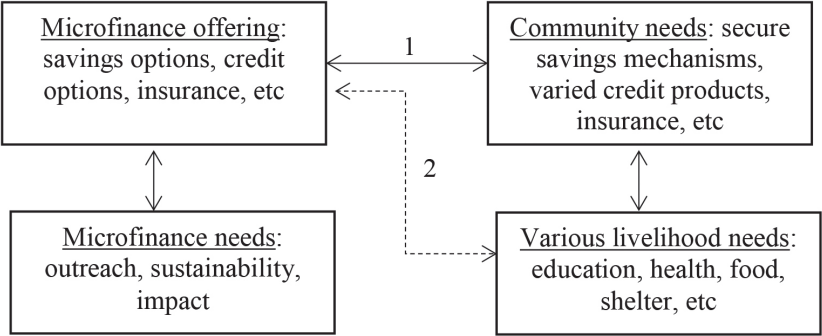 Microfinance offering:
savings options, credit
options, insurance, etc
1
Community needs: secure
savings mechanisms,
varied credit products,
insurance, etc
2
Microfinance needs:
outreach, sustainability,
impact
Various livelihood needs:
education, health, food,
shelter, etc